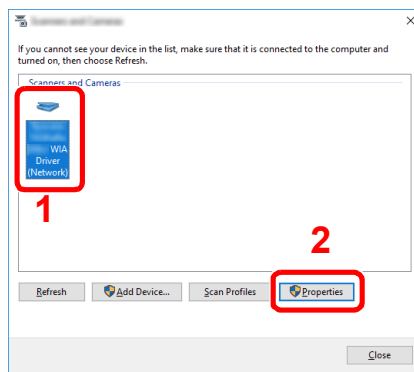 If you cannot see your device in the list, make sure that it is connected to the computer and
turned on, then choose Refresh.
Scanners and Cameras
WIA
Driver
(Network)
1
2
Refresh
Add Device...
Scan Profiles
Properties
Close